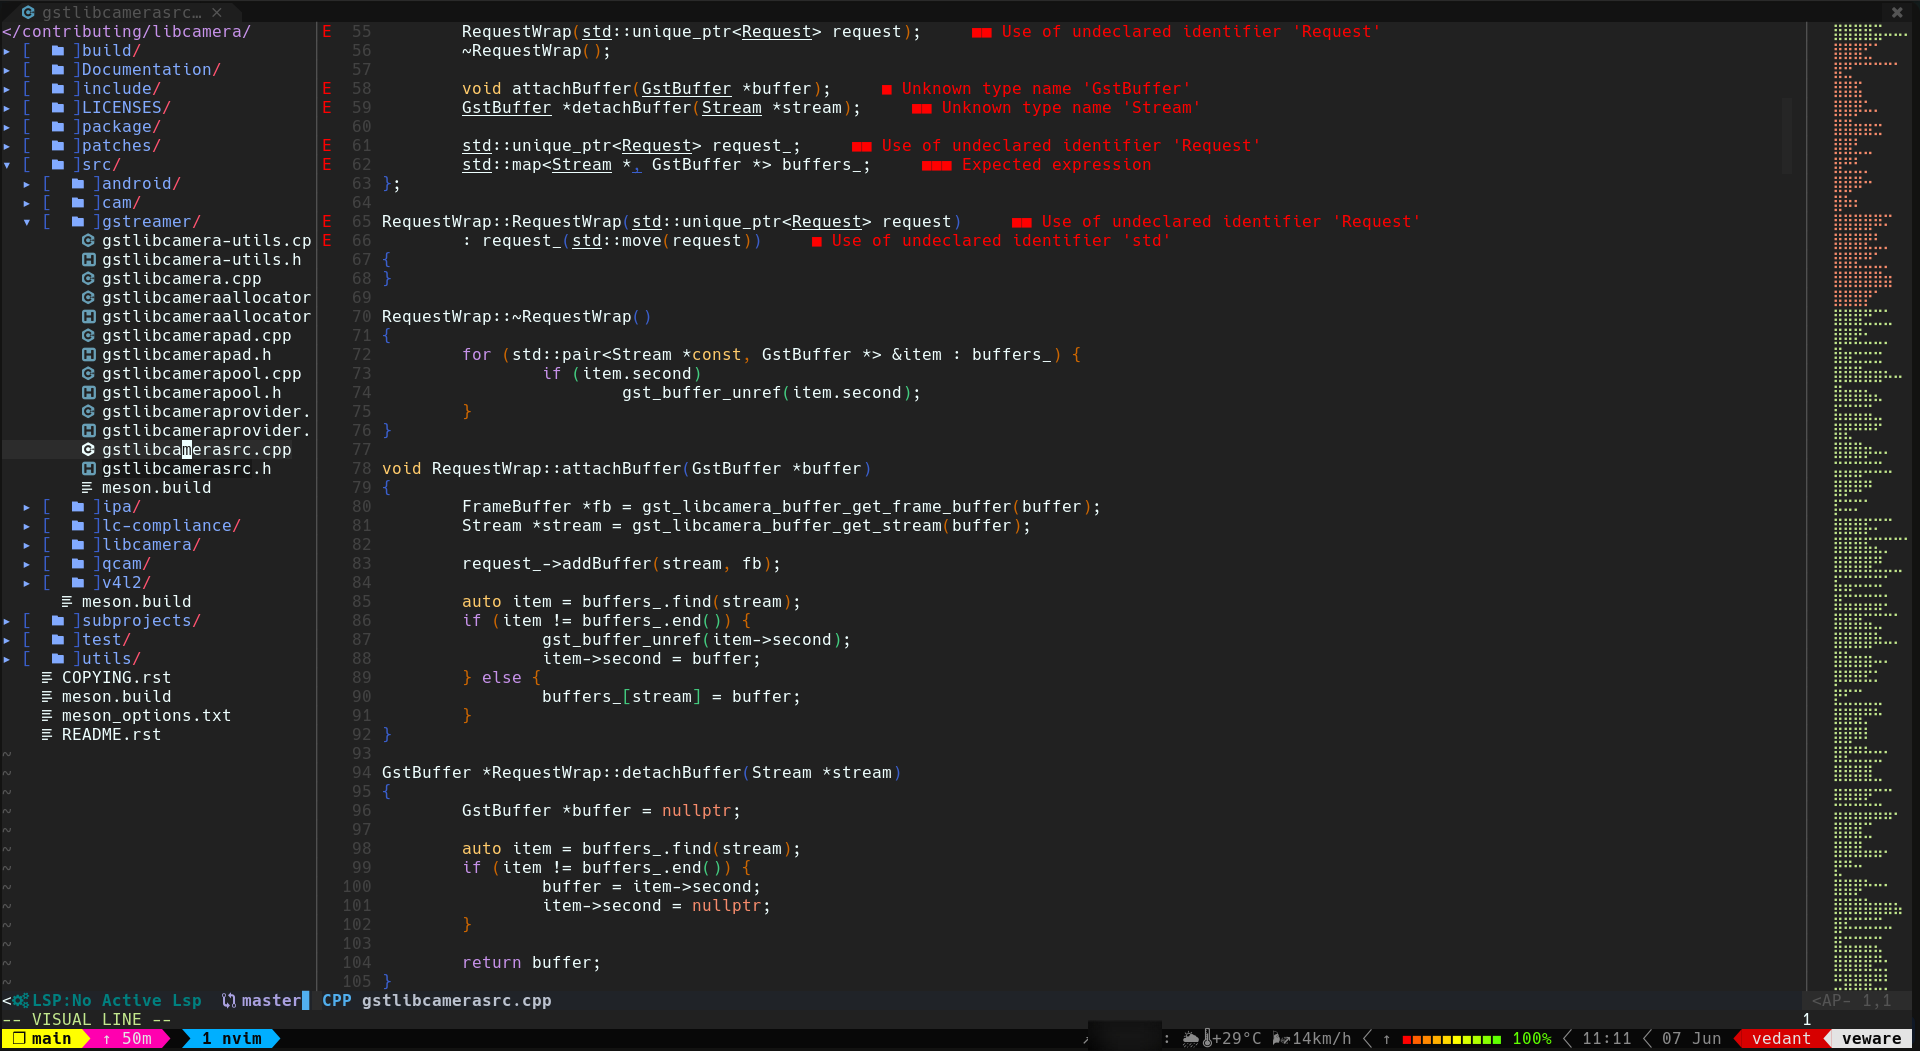 gstlibcamerasrc… ×
</contributing/libcamera/
▸ [ ]build/
▸ [ ]Documentation/
▸ [ ]include/
▸ [ ]LICENSES/
▸ [ ]package/
▸ [ ]patches/
▾ [ ]src/
▸ [ ]android/
▸ [ ]cam/
▾ [ ]gstreamer/
gstlibcamera-utils.cp
gstlibcamera-utils.h
gstlibcamera.cpp
gstlibcameraallocator
gstlibcameraallocator
gstlibcamerapad.cpp
gstlibcamerapad.h
gstlibcamerapool.cpp
gstlibcamerapool.h
gstlibcameraprovider.
gstlibcameraprovider.
gstlibcamerasrc.cpp
gstlibcamerasrc.h
meson.build
▸ [ ]ipa/
▸ [ ]lc-compliance/
▸ [ ]libcamera/
▸ [ ]qcam/
▸ [ ]v4l2/
meson.build
▸ [ ]subprojects/
▸ [ ]test/
▸ [ ]utils/
COPYING.rst
meson.build
meson_options.txt
README.rst
E 55 RequestWrap(std::unique_ptr<Request> request); ■■ Use of undeclared identifier 'Request'
56 ~RequestWrap();
57
E 58 void attachBuffer(GstBuffer *buffer); ■ Unknown type name 'GstBuffer'
E 59 GstBuffer *detachBuffer(Stream *stream); ■■ Unknown type name 'Stream'
60
E 61 std::unique_ptr<Request> request_; ■■ Use of undeclared identifier 'Request'
E 62 std::map<Stream *, GstBuffer *> buffers_; ■■■ Expected expression
63 };
64
E 65 RequestWrap::RequestWrap(std::unique_ptr<Request> request) ■■ Use of undeclared identifier 'Request'
E 66 : request_(std::move(request)) ■ Use of undeclared identifier 'std'
67 {
68 }
69
70 RequestWrap::~RequestWrap()
71 {
72 for (std::pair<Stream *const, GstBuffer *> &item : buffers_) {
73 if (item.second)
74 gst_buffer_unref(item.second);
75 }
76 }
77
78 void RequestWrap::attachBuffer(GstBuffer *buffer)
79 {
80 FrameBuffer *fb = gst_libcamera_buffer_get_frame_buffer(buffer);
81 Stream *stream = gst_libcamera_buffer_get_stream(buffer);
82
83 request_->addBuffer(stream, fb);
84
85 auto item = buffers_.find(stream);
86 if (item != buffers_.end()) {
87 gst_buffer_unref(item->second);
88 item->second = buffer;
89 } else {
90 buffers_[stream] = buffer;
91 }
92 }
93
94 GstBuffer *RequestWrap::detachBuffer(Stream *stream)
95 {
96 GstBuffer *buffer = nullptr;
97
98 auto item = buffers_.find(stream);
99 if (item != buffers_.end()) {
100 buffer = item->second;
101 item->second = nullptr;
102 }
103
104 return buffer;
105 }
<LSP:No Active Lsp master CPP gstlibcamerasrc.cpp <AP- 1,1
-- VISUAL LINE -- 1
main ↑ 50m 1 nvim : +29°C 14km/h ↑ 100% 11:11 07 Jun vedant veware